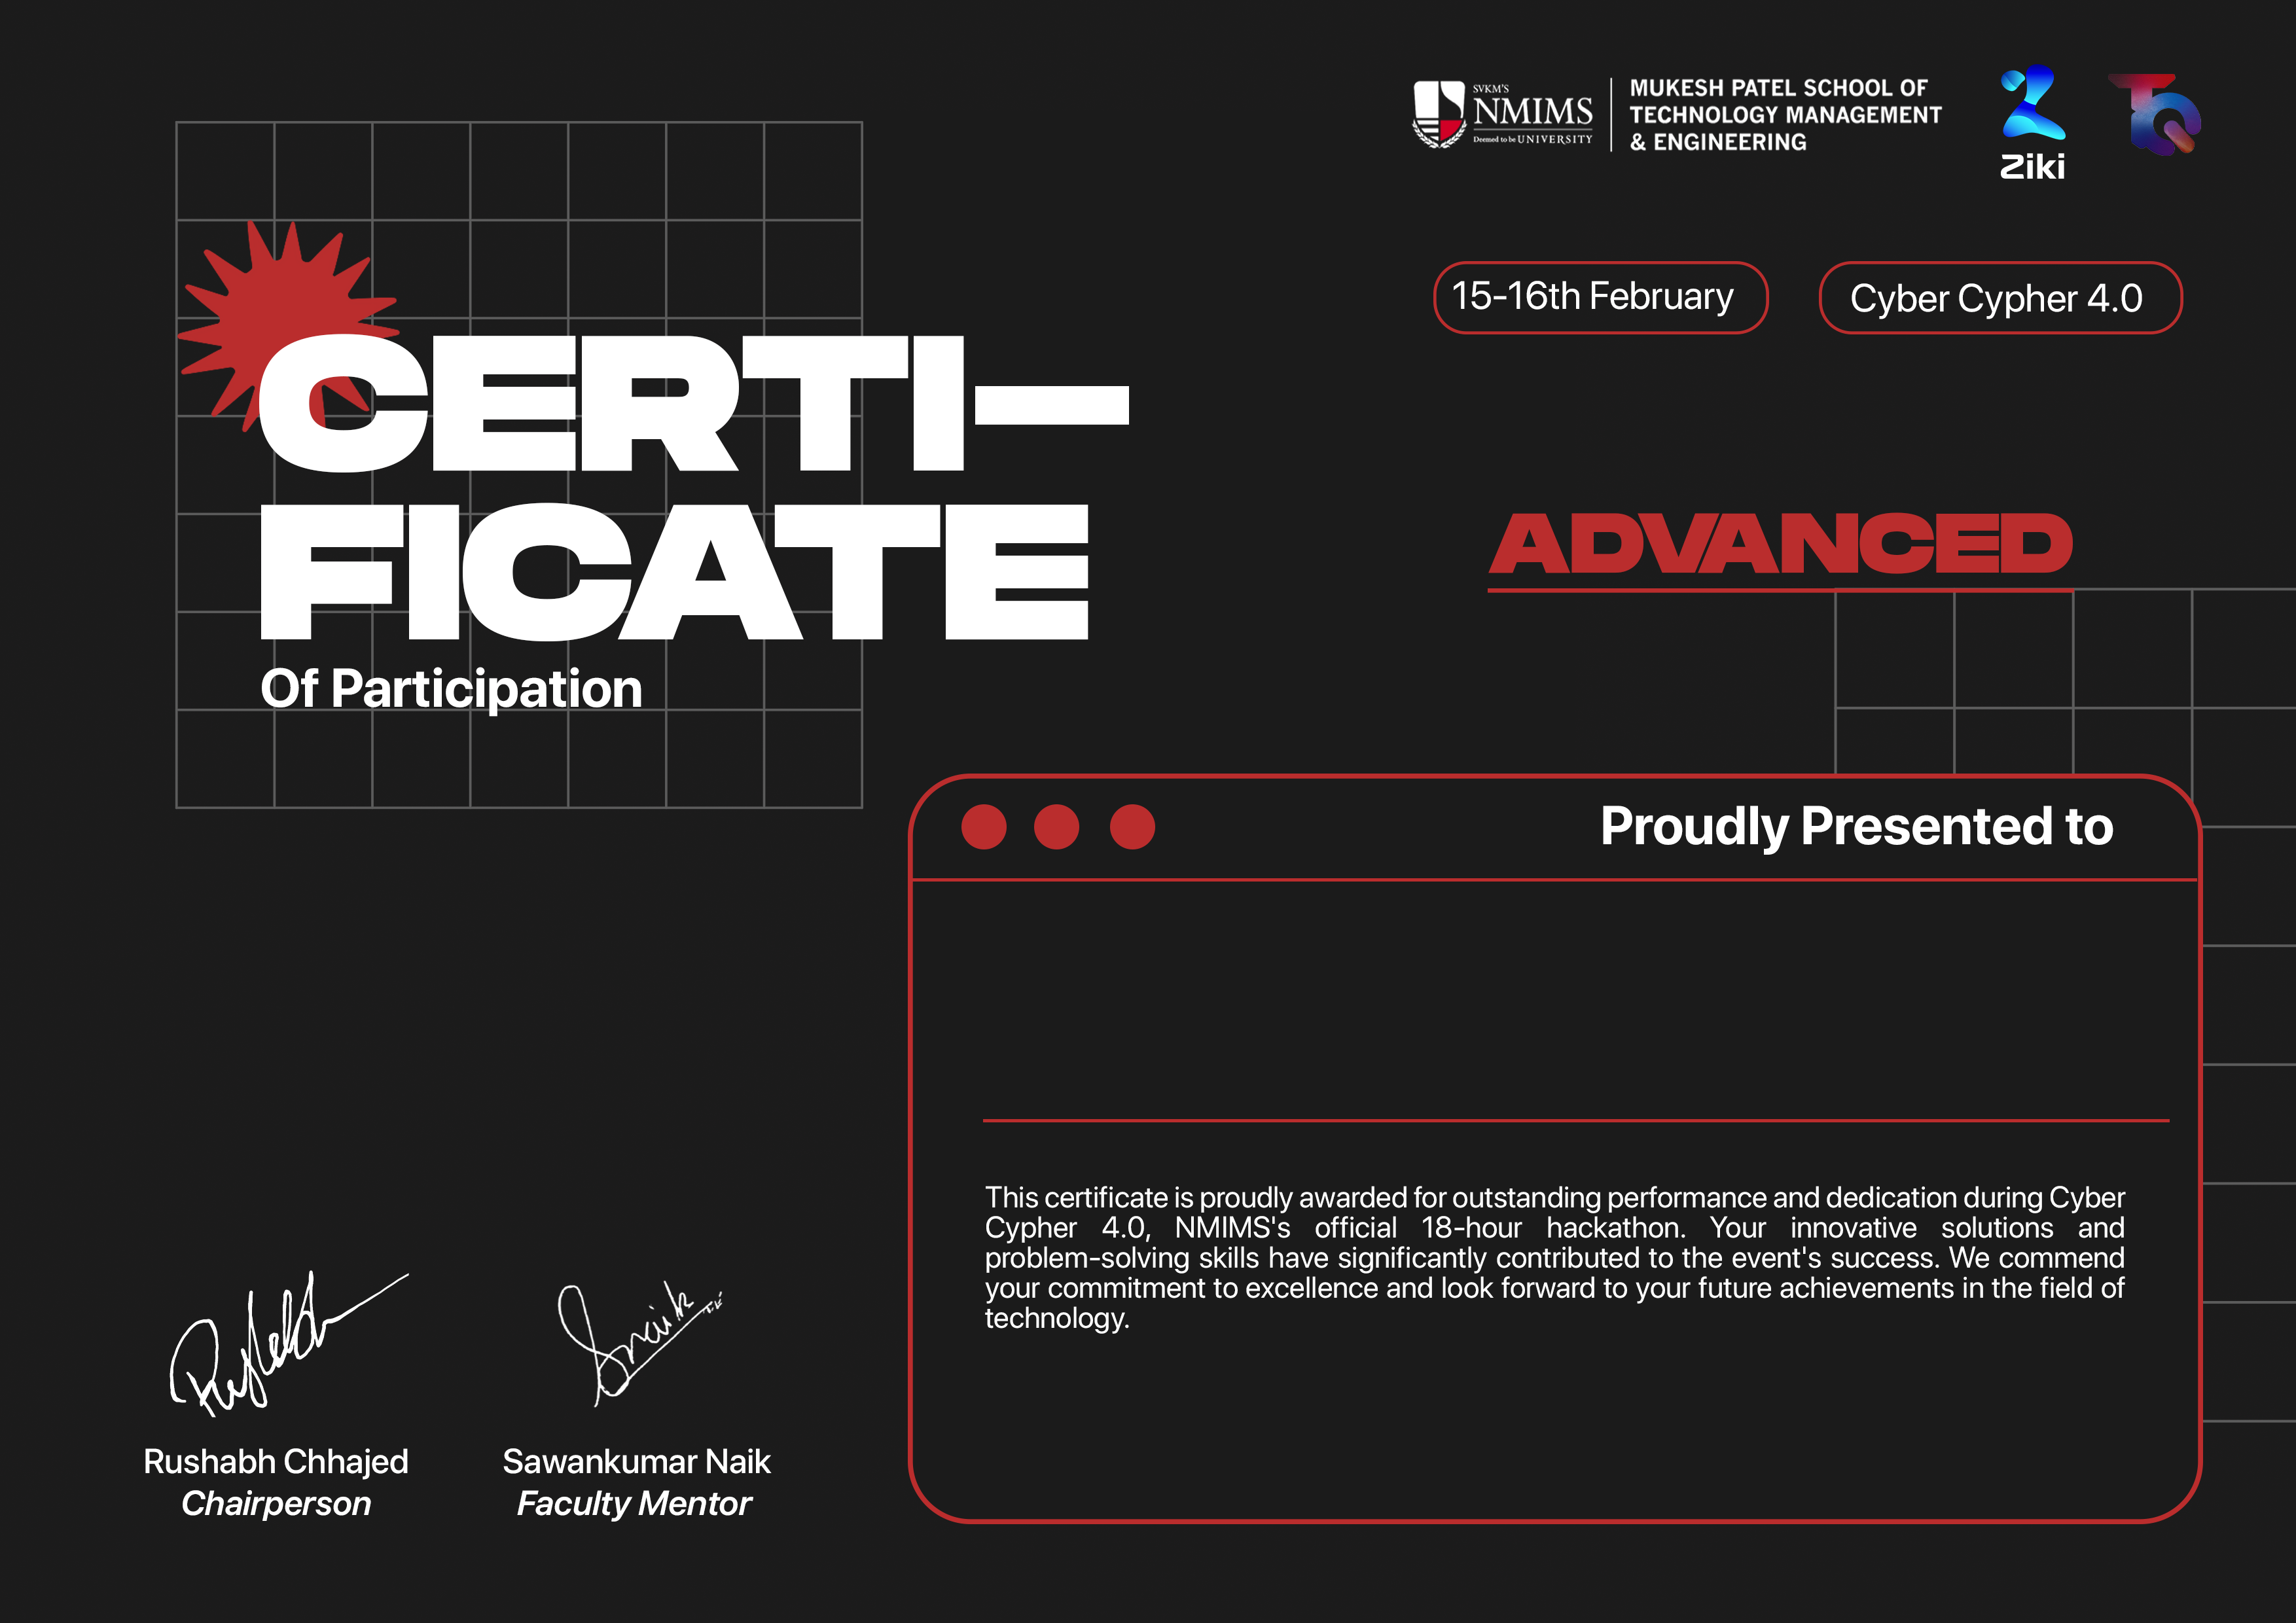 SVKM'S
NMIMS
Deemed to be UNIVERSITY
MUKESH PATEL SCHOOL OF
TECHNOLOGY MANAGEMENT
& ENGINEERING
Ziki
TQ
15-16th February
Cyber Cypher 4.0
CERTI—
FICATE
Of Participation
ADVANCED
Proudly Presented to
This certificate is proudly awarded for outstanding performance and dedication during Cyber
Cypher 4.0, NMIMS's official 18-hour hackathon. Your innovative solutions and
problem-solving skills have significantly contributed to the event's success. We commend
your commitment to excellence and look forward to your future achievements in the field of
technology.
Rushabh Chhajed
Chairperson
Sawankumar Naik
Faculty Mentor